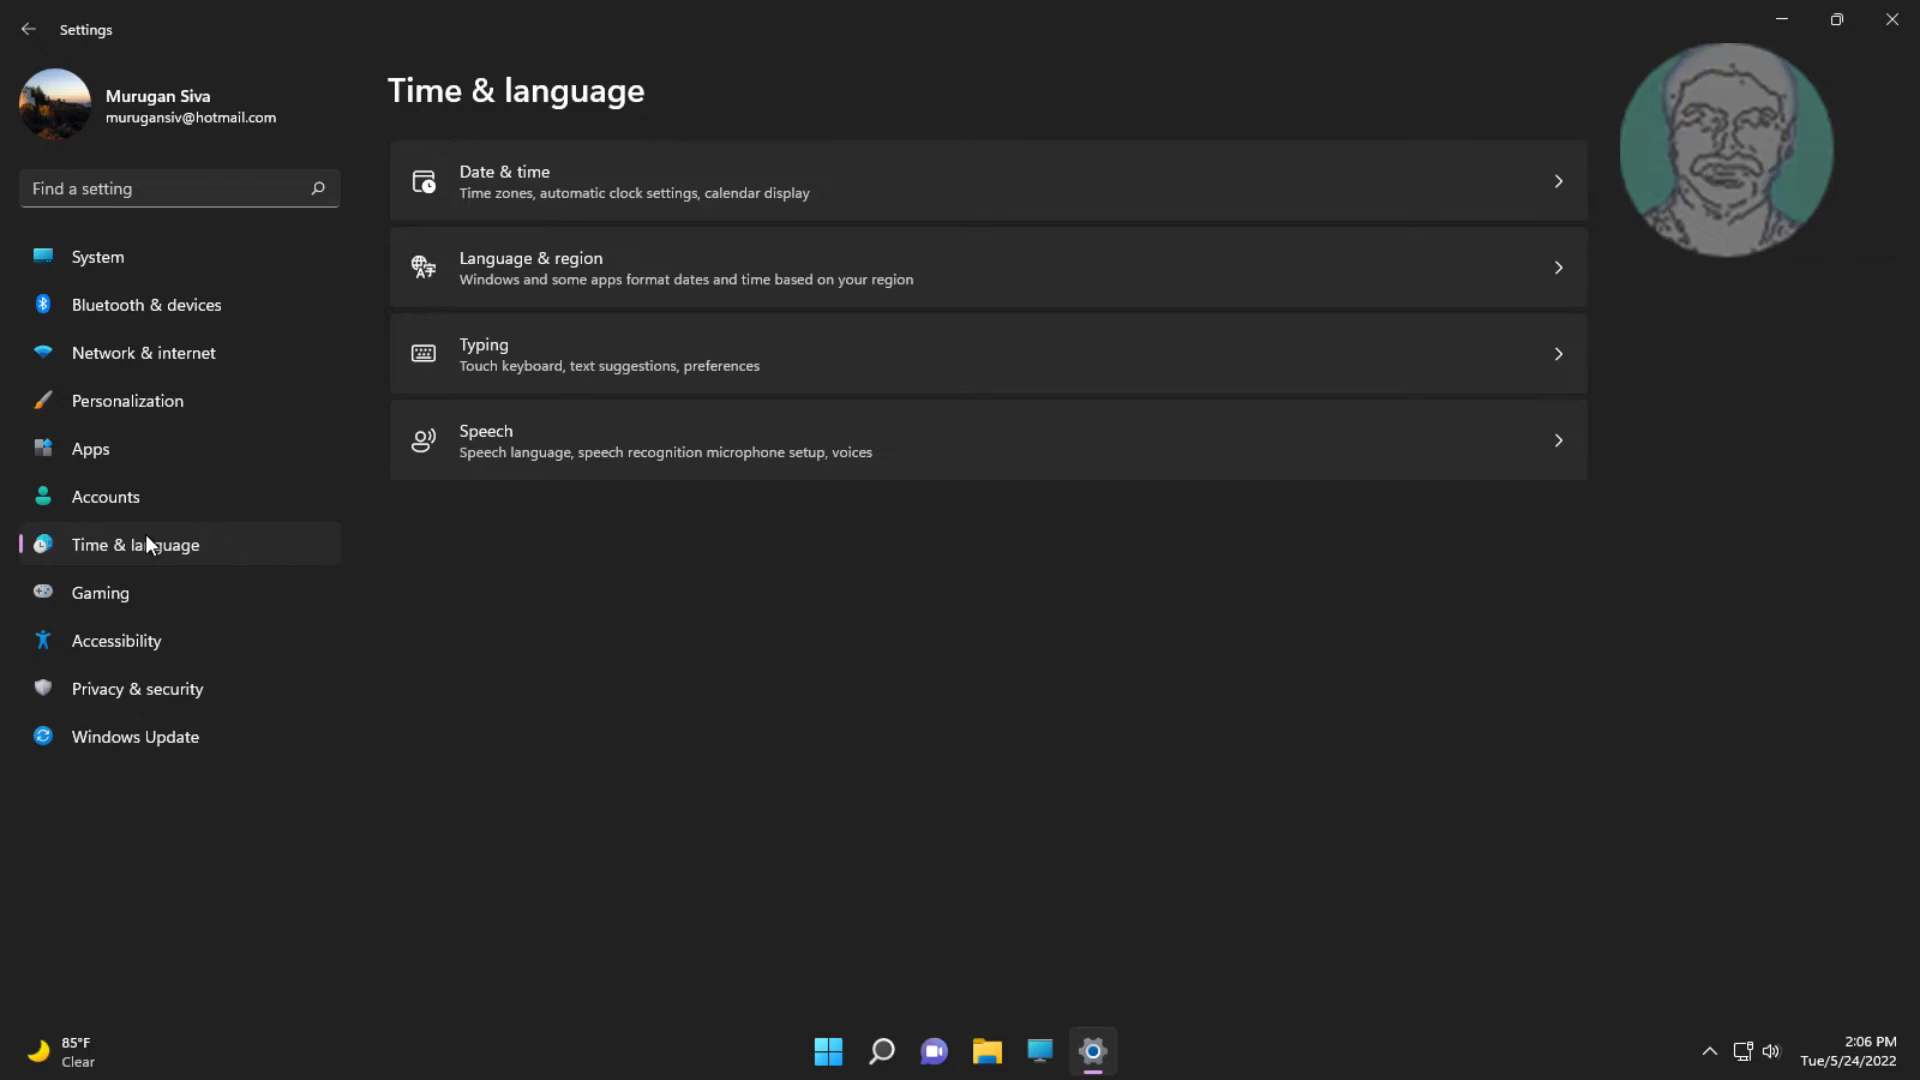 Settings
Murugan Siva
murugansiv@hotmail.com
Find a setting
System
Bluetooth & devices
Network & internet
Personalization
Apps
Accounts
Time & language
Gaming
Accessibility
Privacy & security
Windows Update
Time & language
Date & time
Time zones, automatic clock settings, calendar display
Language & region
Windows and some apps format dates and time based on your region
Typing
Touch keyboard, text suggestions, preferences
Speech
Speech language, speech recognition microphone setup, voices
85°F
Clear
2:06 PM
Tue/5/24/2022